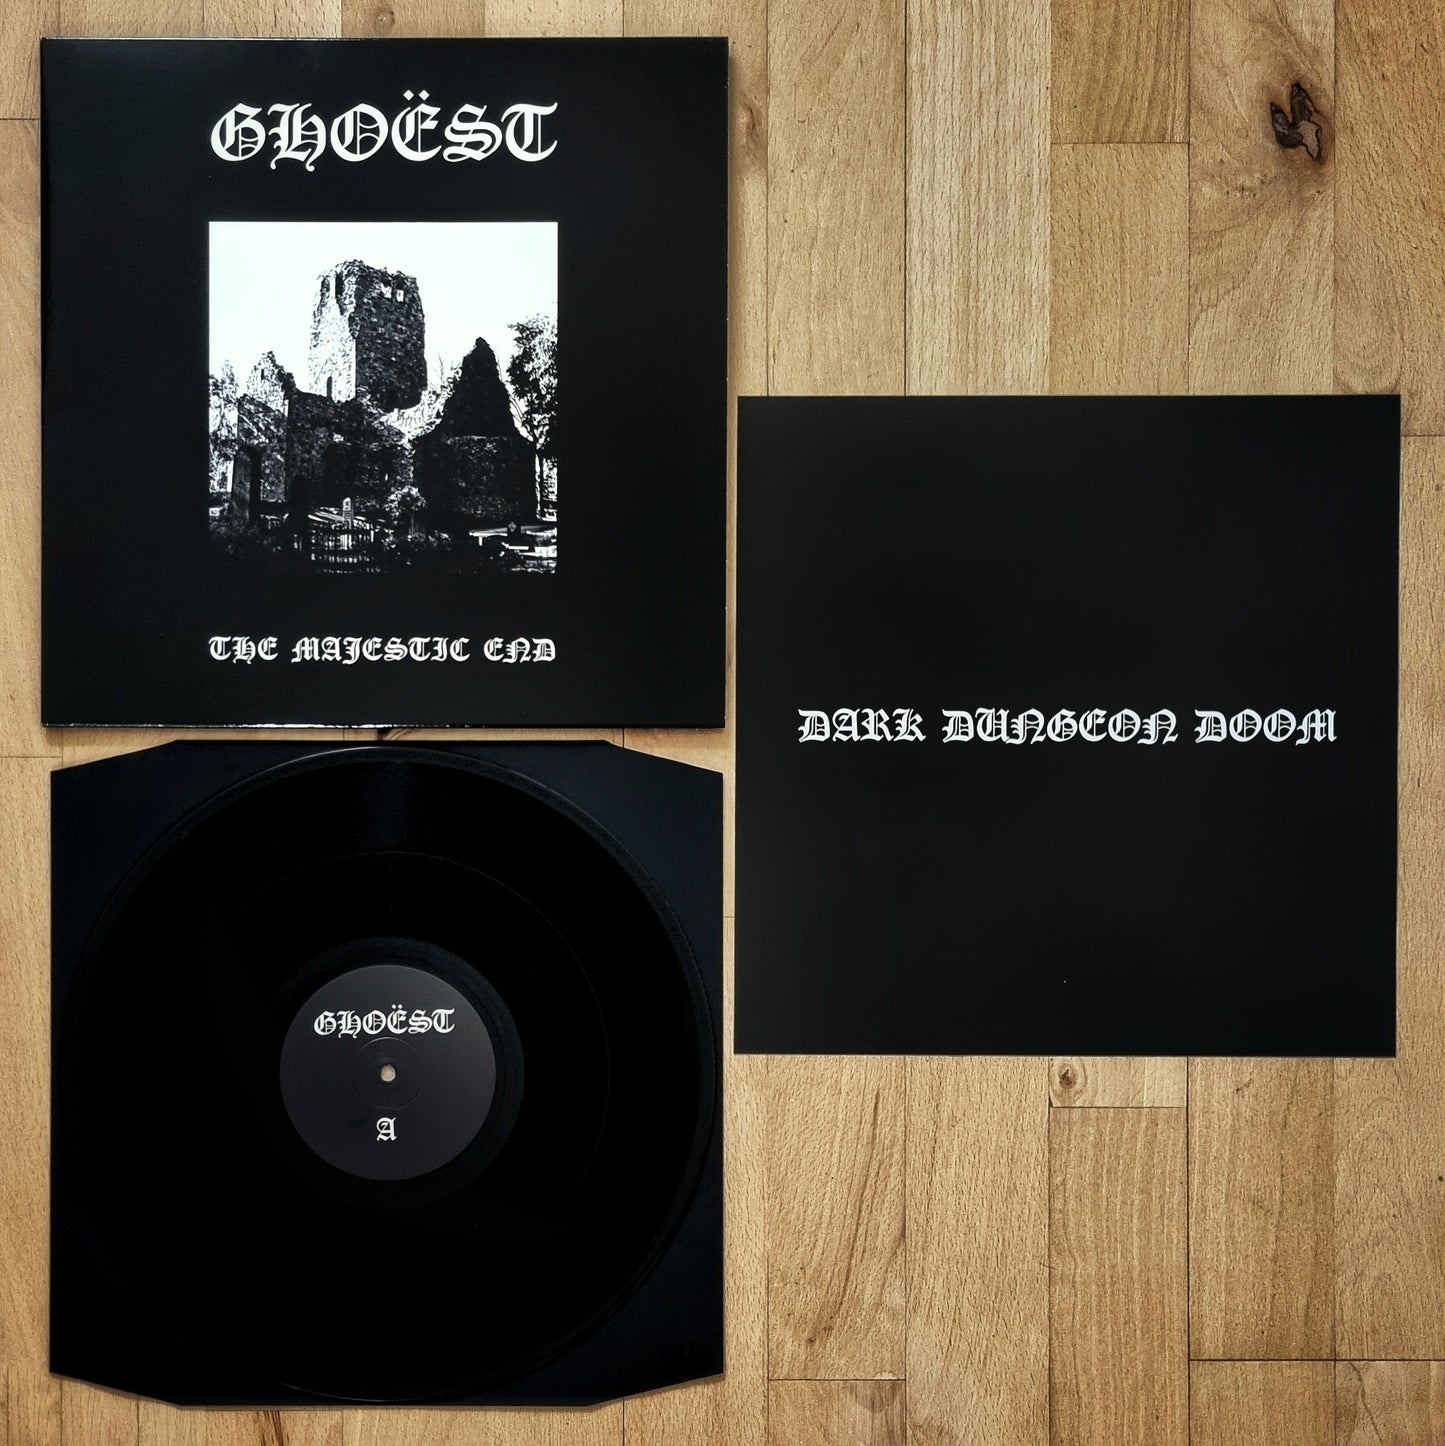 GHOËST
THE MAJESTIC END
DARK DUNGEON DOOM
GHOËST
A